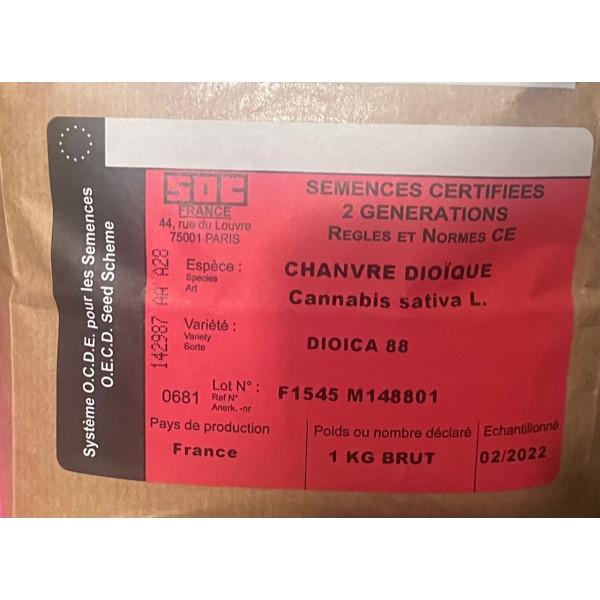 Système O.C.D.E. pour les Semences
O.E.C.D. Seed Scheme
SOC
FRANCE
44, rue du Louvre
75001 PARIS
SEMENCES CERTIFIEES
2 GENERATIONS
REGLES ET NORMES CE
142987 AA A28
Espèce :
Species
Art
CHANVRE DIOÏQUE
Cannabis sativa L.
Variété :
Variety
Sorte
DIOICA 88
0681
Lot N° :
Ref N°
Anerk. -nr
F1545 M148801
Pays de production
France
Poids ou nombre déclaré
1 KG BRUT
Echantillonné
02/2022